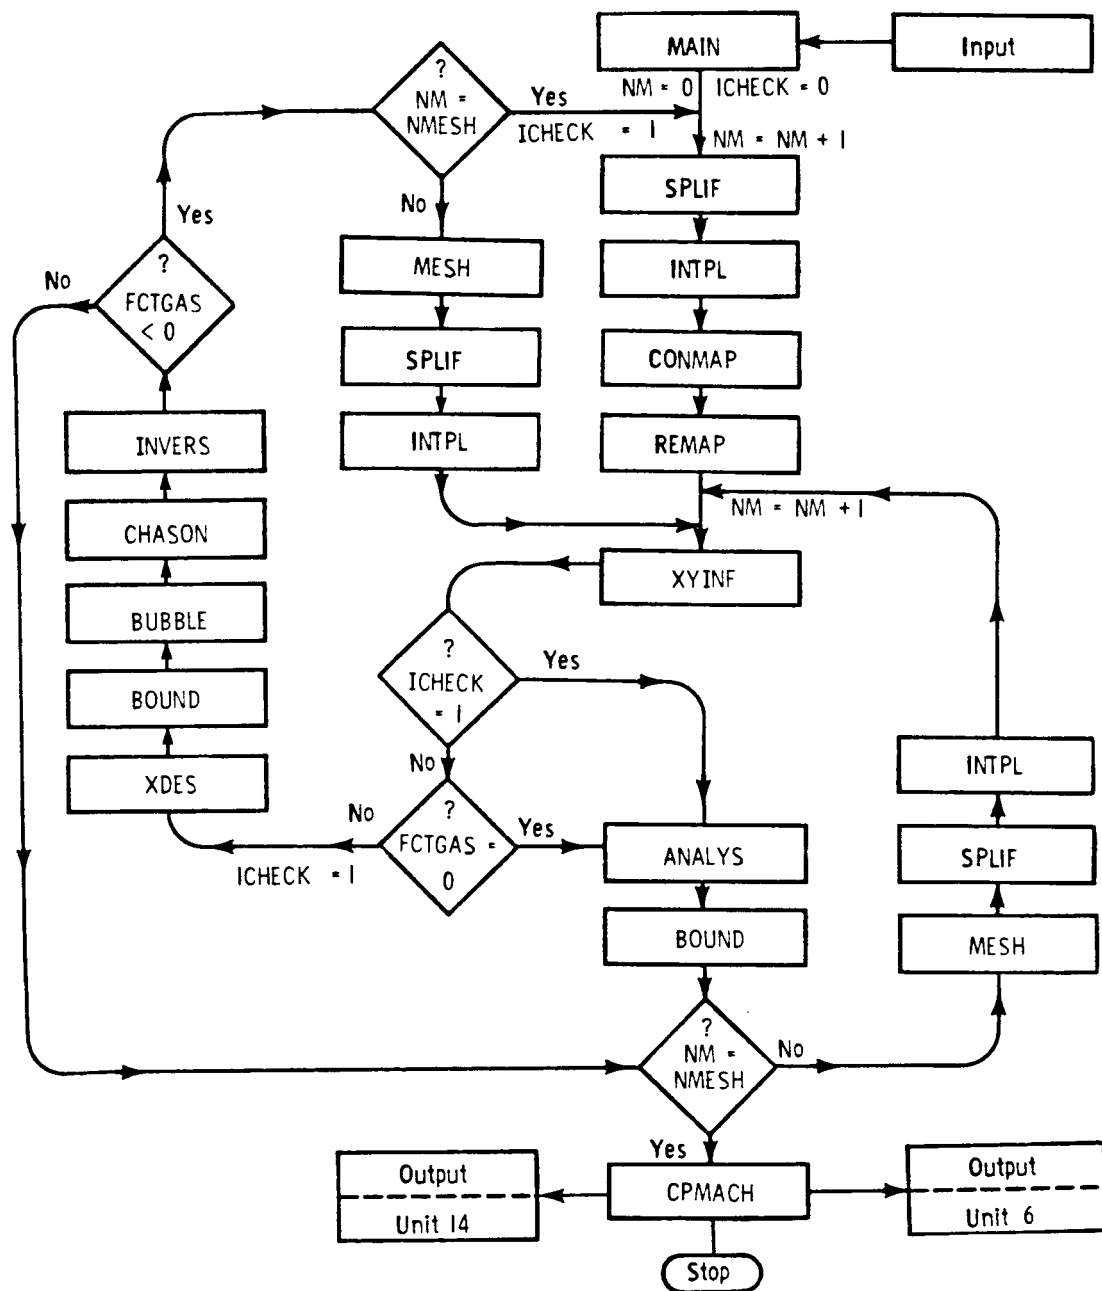 MAIN
Input
?
NM =
NMESH
Yes
ICHECK = 1
NM = 0
ICHECK = 0
NM = NM + 1
SPLIF
No
Yes
MESH
INTPL
No
?
FCTGAS
< 0
SPLIF
CONMAP
INVERS
INTPL
REMAP
NM = NM + 1
CHASON
XYINF
BUBBLE
?
ICHECK
= 1
Yes
BOUND
No
XDES
INTPL
No
ICHECK = 1
?
FCTGAS =
0
Yes
ANALYS
SPLIF
BOUND
MESH
?
NM =
NMESH
No
Yes
Output
Unit 14
CPMACH
Output
Unit 6
Stop